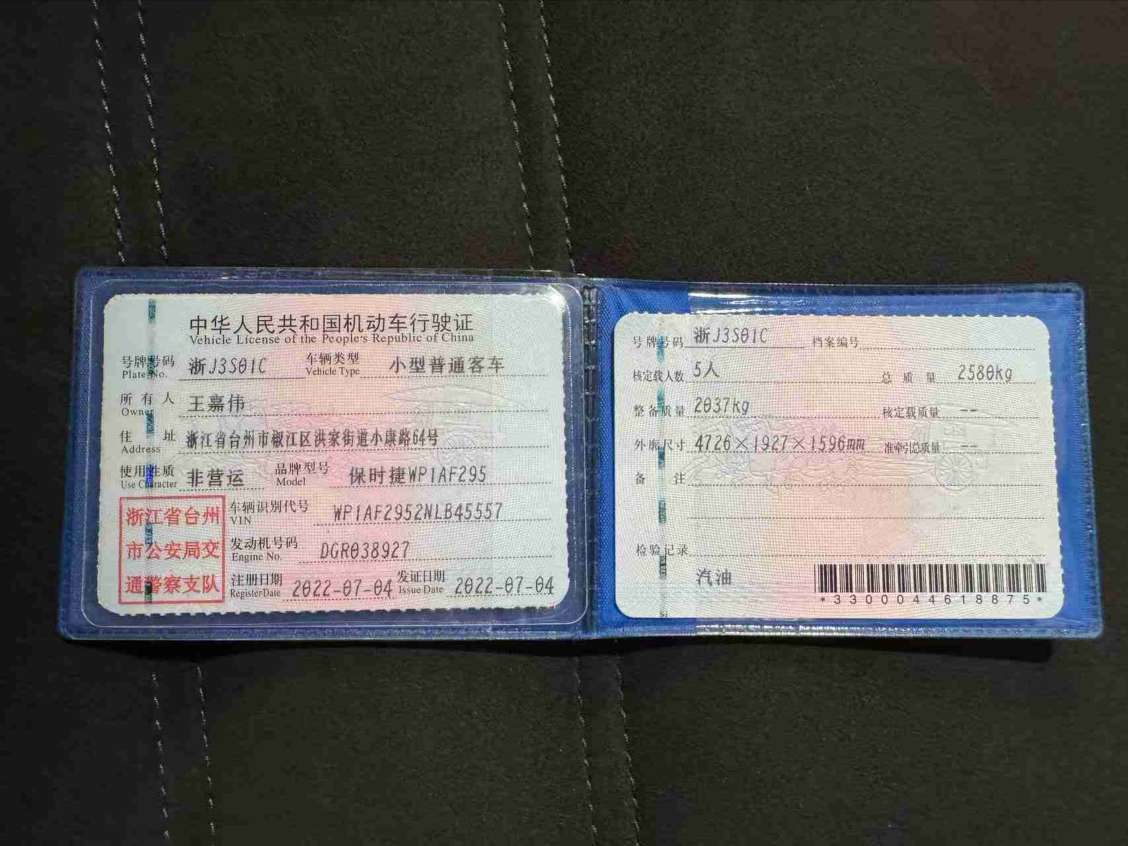 中华人民共和国机动车行驶证
Vehicle License of the People's Republic of China
号牌号码 浙J3S01C 车辆类型 小型普通客车
Plate No. Vehicle Type
所有人 王嘉伟
Owner
住址 浙江省台州市椒江区洪家街道小康路64号
Address
使用性质 非营运 品牌型号 保时捷WP1AF295
Use Character Model
浙江省台州
市公安局交
通警察支队
车辆识别代号 WP1AF2952NLB45557
VIN
发动机号码 DGR038927
Engine No.
注册日期 2022-07-04 发证日期 2022-07-04
Register Date Issue Date
号牌号码 浙J3S01C 档案编号
核定载人数 5人 总质量 2580kg
整备质量 2037kg 核定载质量 --
外廓尺寸 4726×1927×1596mm 准牵引总质量 --
备注
检验记录
汽油
*3300044618875*